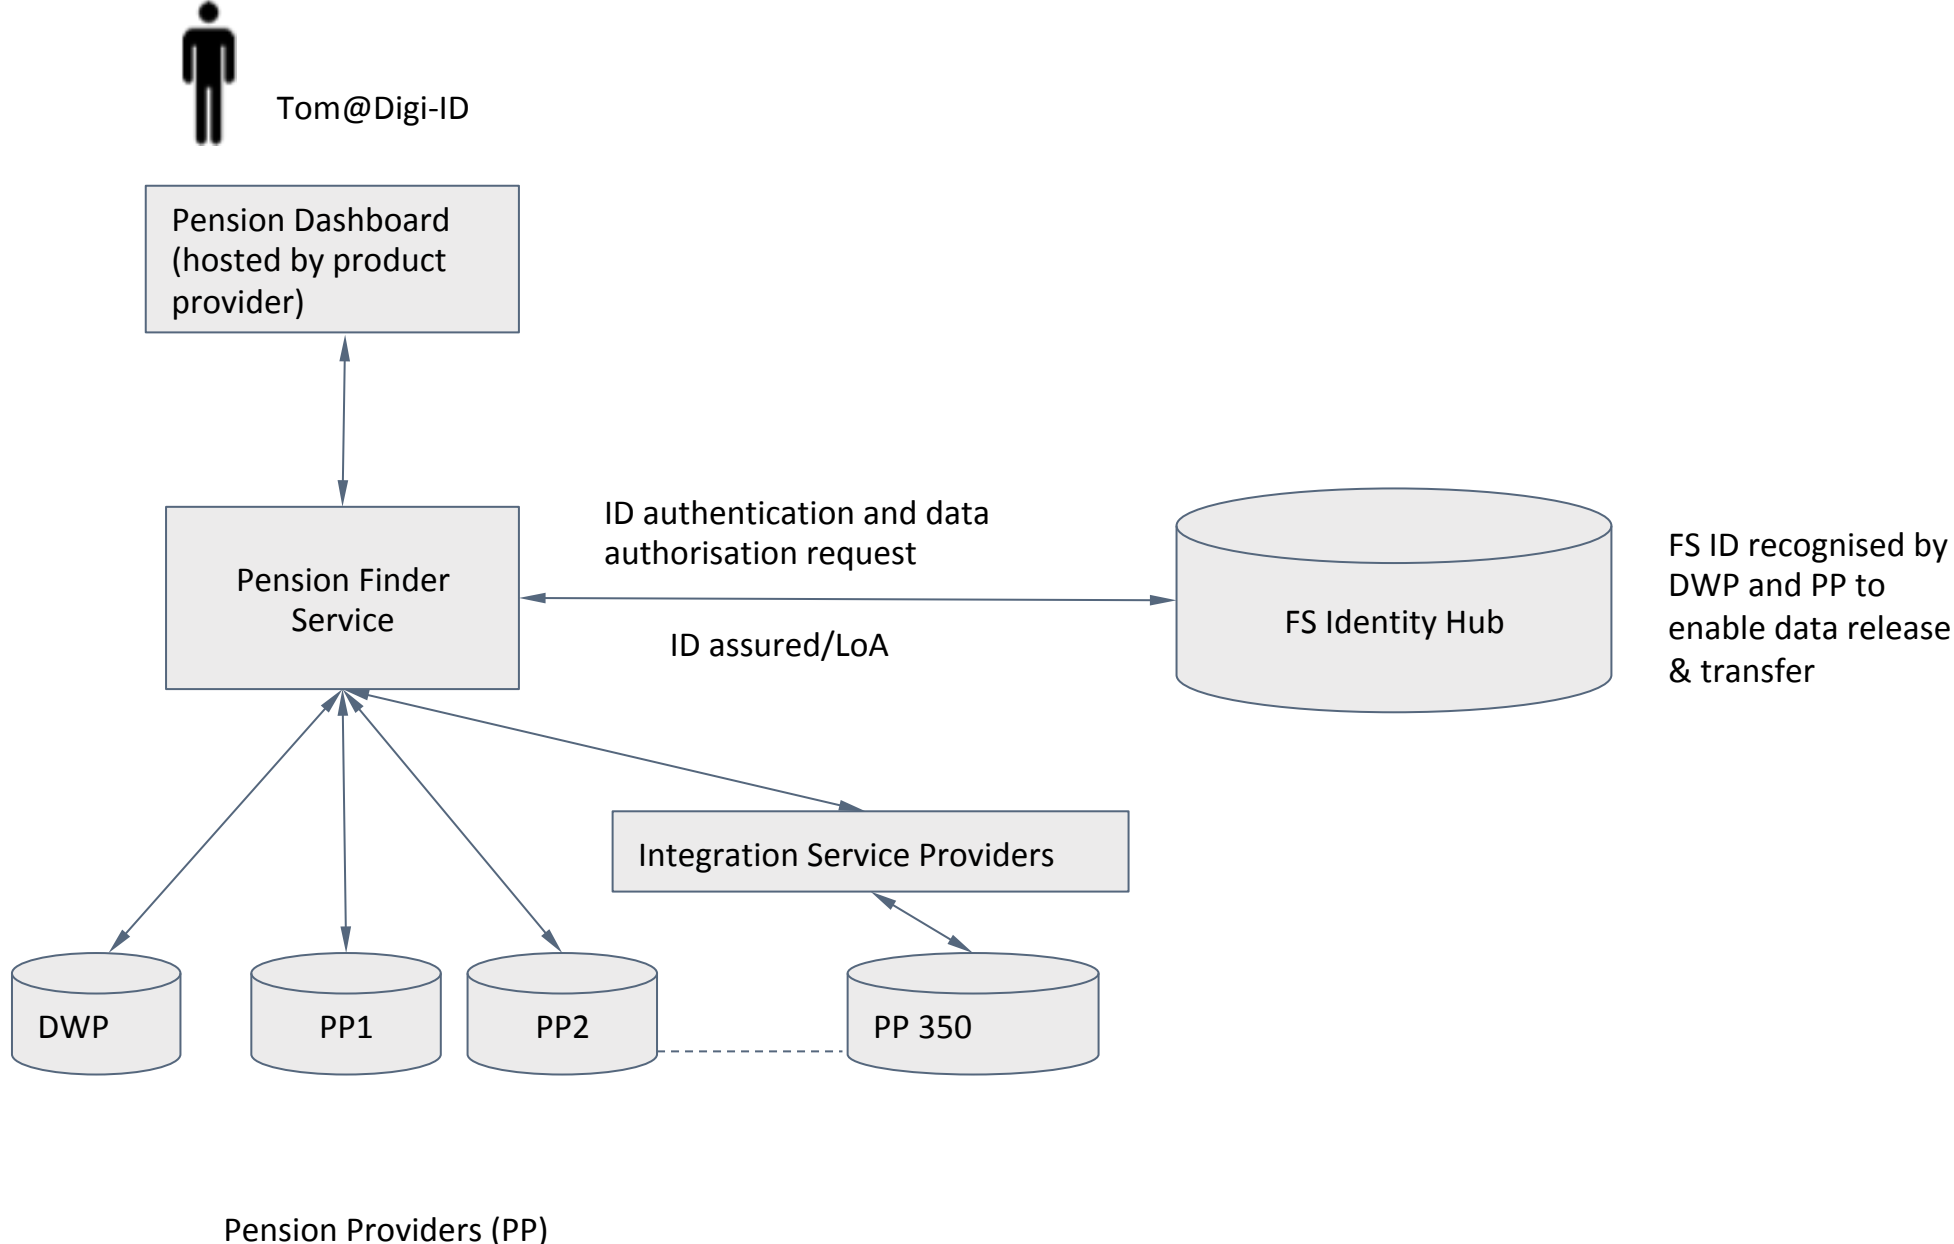 Tom@Digi-ID
Pension Dashboard
(hosted by product
provider)
ID authentication and data
authorisation request
Pension Finder
Service
ID assured/LoA
FS Identity Hub
FS ID recognised by
DWP and PP to
enable data release
& transfer
Integration Service Providers
DWP
PP1
PP2
PP 350
Pension Providers (PP)